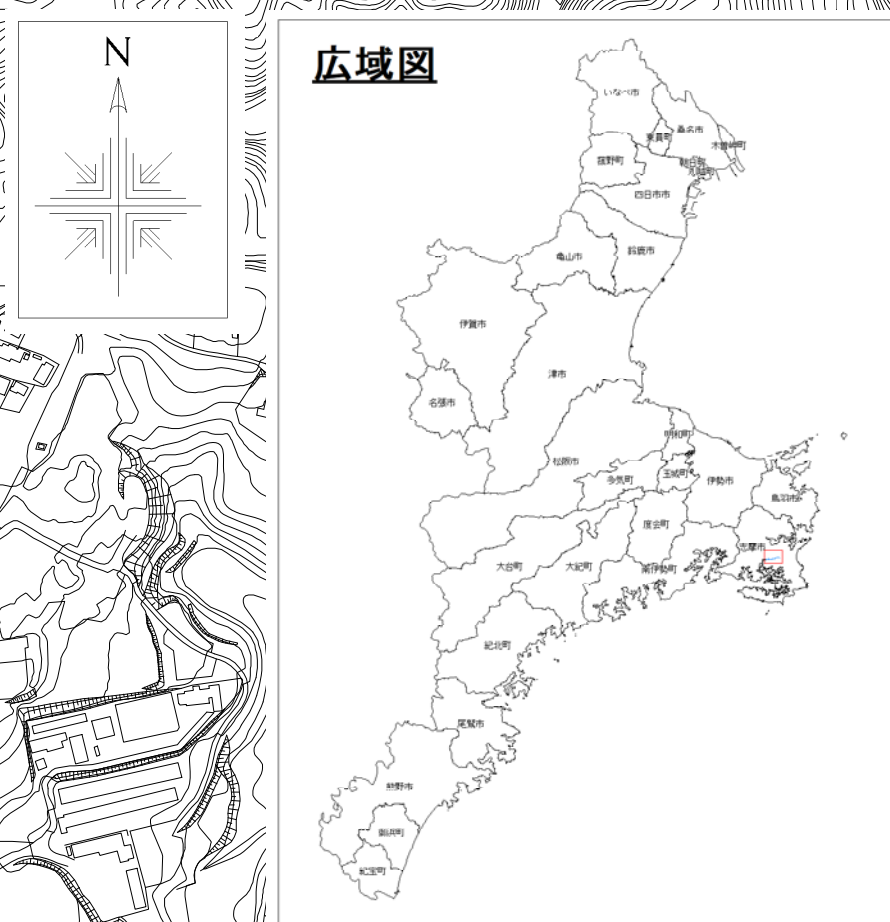 N
広域図
いなべ市
桑名市
東員町
木曽岬町
朝日町
川越町
菰野町
四日市市
鈴鹿市
亀山市
伊賀市
津市
名張市
明和町
松阪市
多気町
玉城町
伊勢市
鳥羽市
度会町
志摩市
大台町
大紀町
南伊勢町
紀北町
尾鷲市
熊野市
御浜町
紀宝町